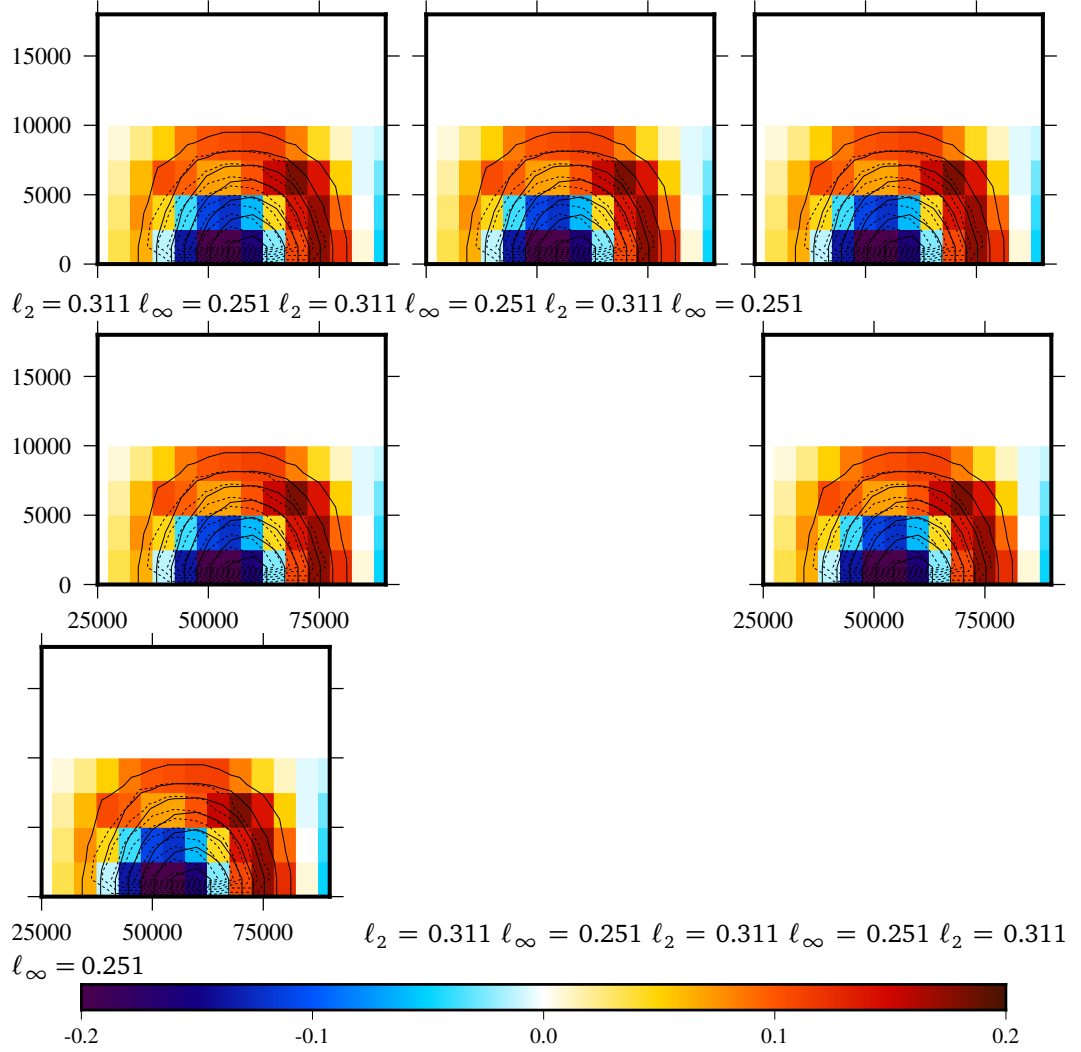 15000
10000
5000
0
ℓ₂ = 0.311 ℓ∞ = 0.251 ℓ₂ = 0.311 ℓ∞ = 0.251 ℓ₂ = 0.311 ℓ∞ = 0.251
15000
10000
5000
0
25000 50000 75000 25000 50000 75000
25000 50000 75000
ℓ₂ = 0.311 ℓ∞ = 0.251 ℓ₂ = 0.311 ℓ∞ = 0.251 ℓ₂ = 0.311
ℓ∞ = 0.251
-0.2 -0.1 0.0 0.1 0.2